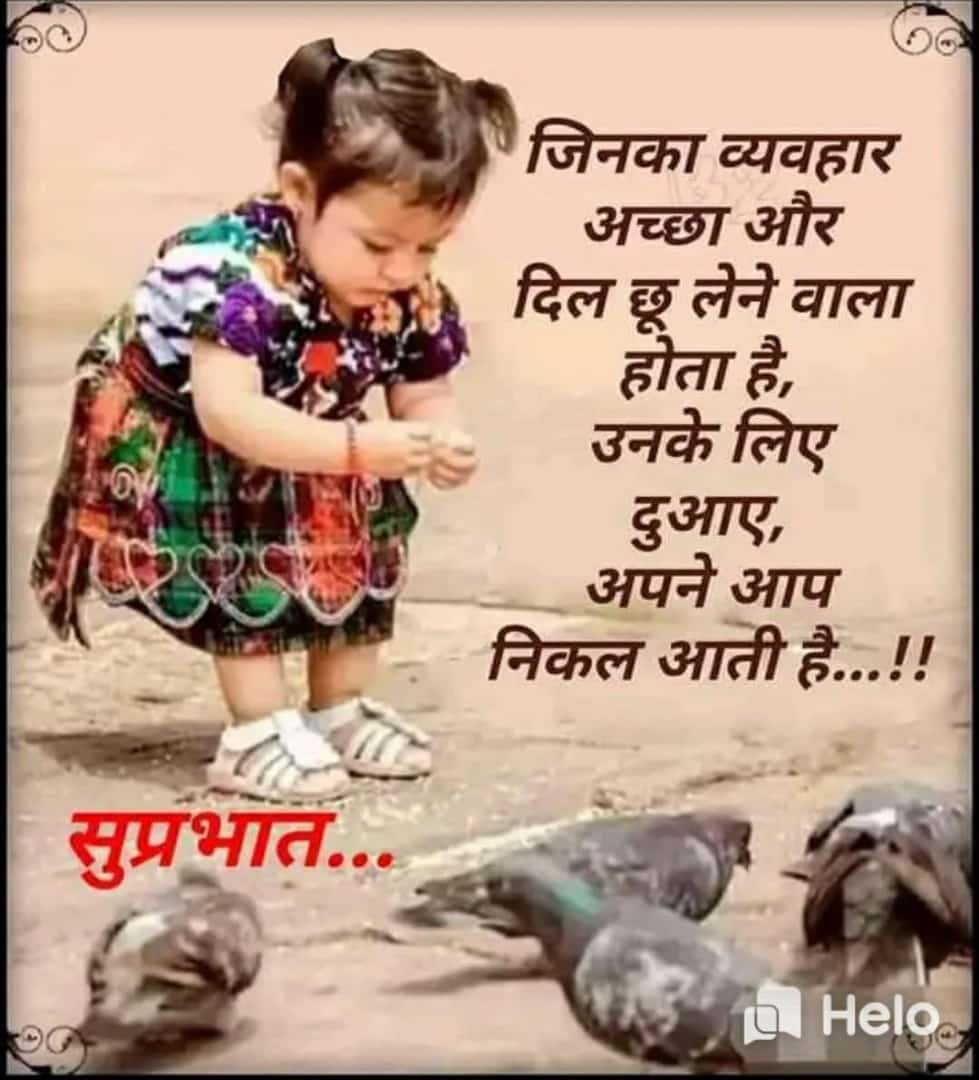 जिनका व्यवहार
अच्छा और
दिल छू लेने वाला
होता है,
उनके लिए
दुआए,
अपने आप
निकल आती है...!!
सुप्रभात...
Helo